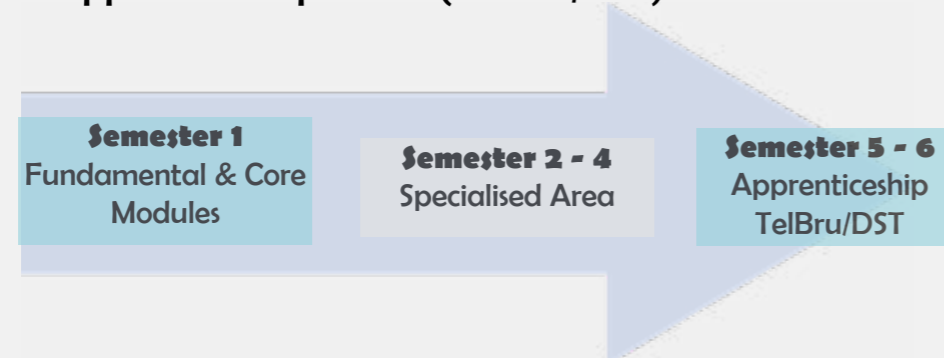 Semester 1
Fundamental & Core
Modules
Semester 2 - 4
Specialised Area
Semester 5 - 6
Apprenticeship
TelBru/DST